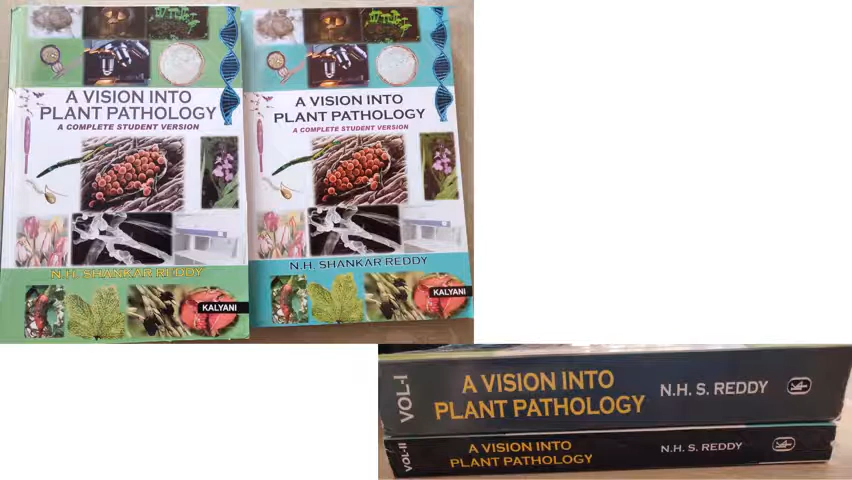 A VISION INTO
PLANT PATHOLOGY
A COMPLETE STUDENT VERSION
N.H. SHANKAR REDDY
KALYANI
A VISION INTO
PLANT PATHOLOGY
A COMPLETE STUDENT VERSION
N.H. SHANKAR REDDY
KALYANI
VOL-I
A VISION INTO
PLANT PATHOLOGY
N.H. S. REDDY
VOL-II
A VISION INTO
PLANT PATHOLOGY
N.H. S. REDDY